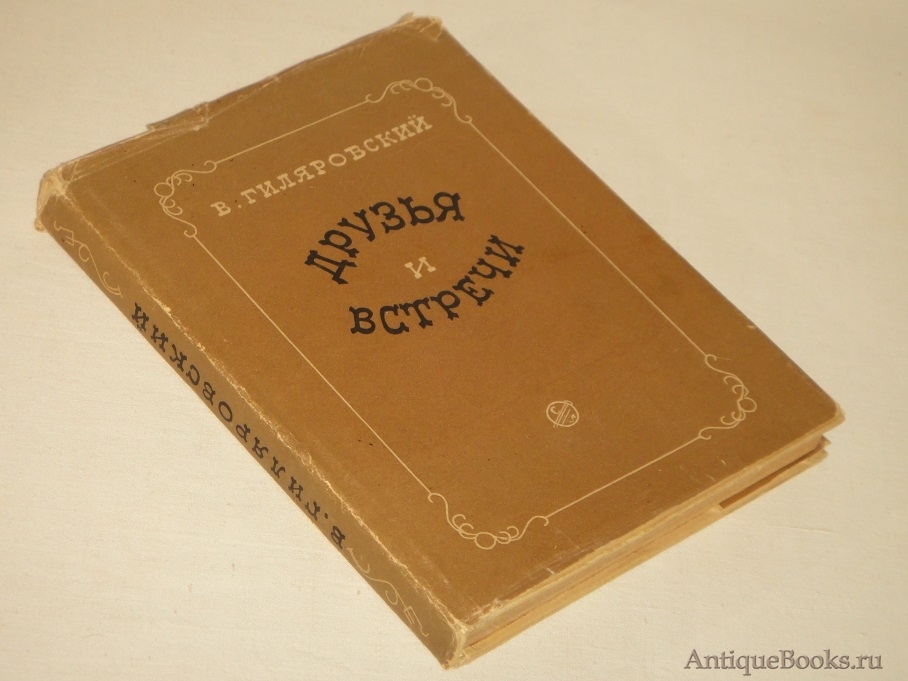 В. ГИЛЯРОВСКИЙ
ДРУЗЬЯ
И
ВСТРЕЧИ
В. ГИЛЯРОВСКИЙ
AntiqueBooks.ru